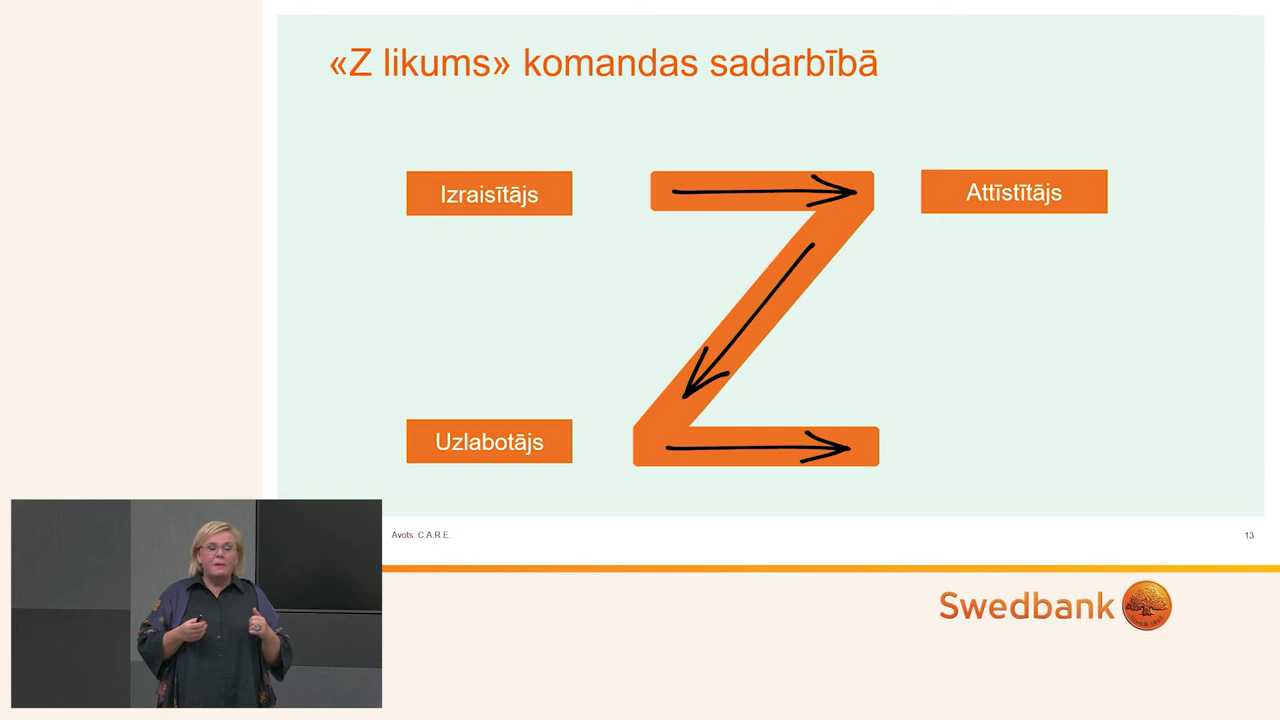 «Z likums» komandas sadarbībā
Izraisītājs
Attīstītājs
Uzlabotājs
Avots: C.A.R.E.
13
Swedbank